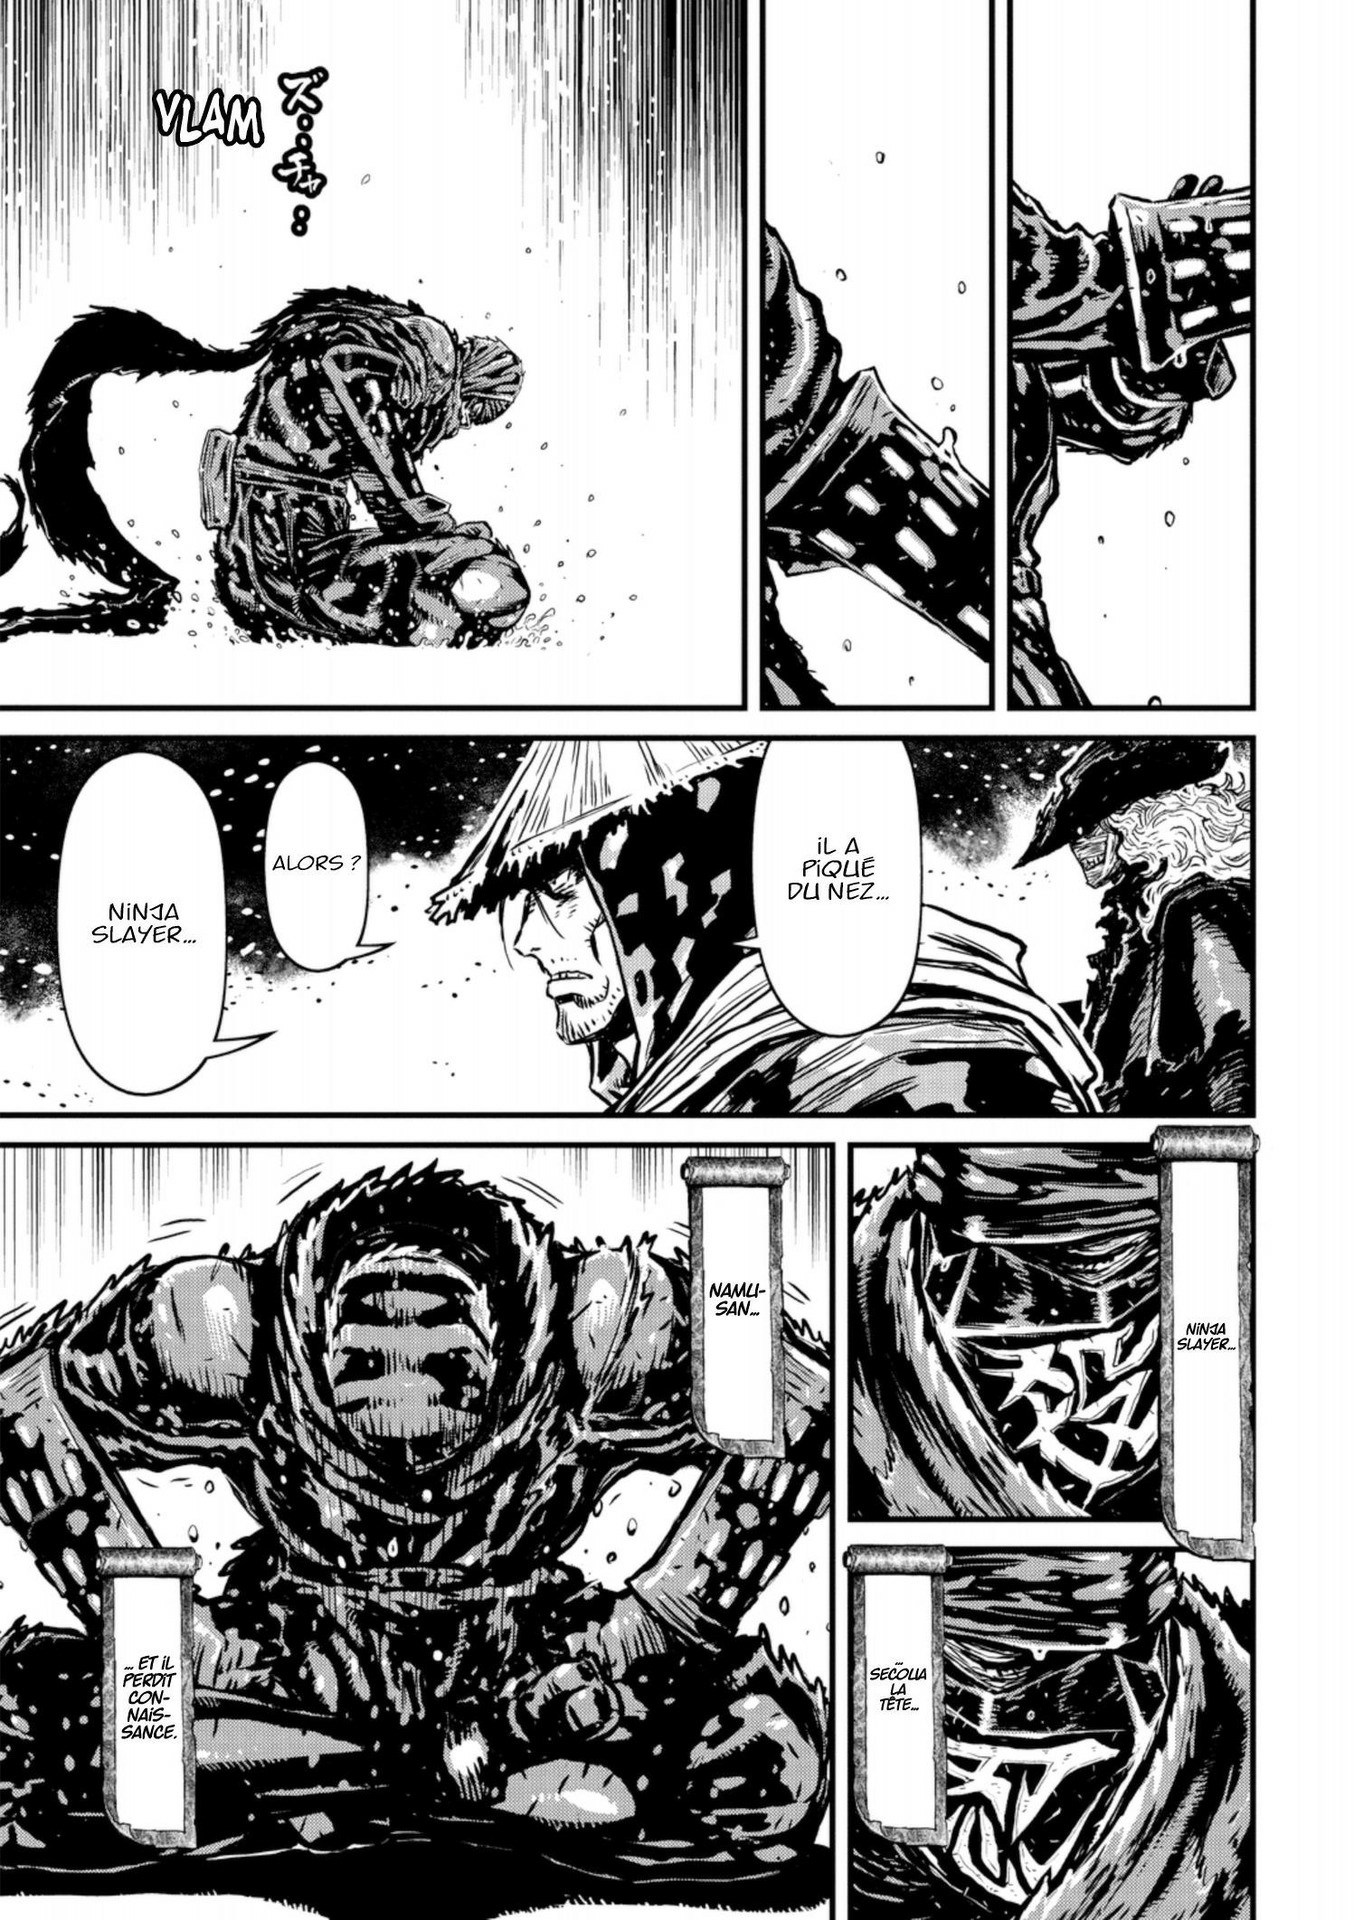 ズ…チャ…
VLAM
IL A
PIQUÉ
DU NEZ...
ALORS ?
NINJA
SLAYER...
NINJA
SLAYER...
...
SECOUA
LA
TÊTE...
NAMU-
SAN...
... ET IL
PERDIT
CON-
NAIS-
SANCE.